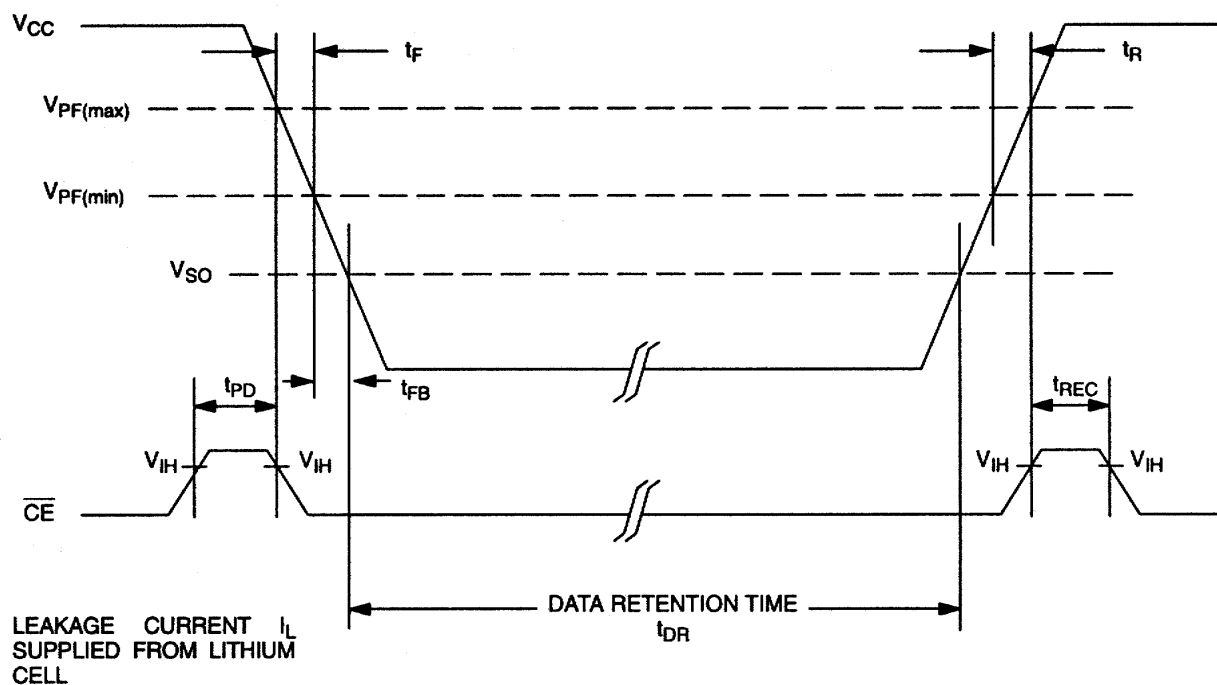 VCC
tF
tR
VPF(max)
VPF(min)
VSO
tPD
tFB
tREC
VIH
VIH
VIH
VIH
CE
DATA RETENTION TIME
tDR
LEAKAGE CURRENT IL
SUPPLIED FROM LITHIUM
CELL